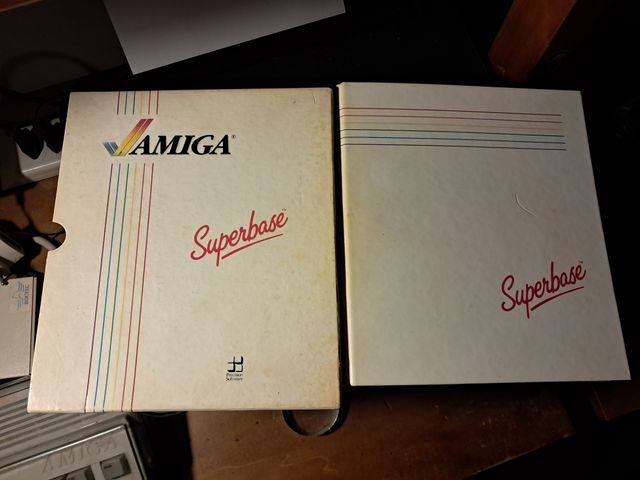 AMIGA®
Superbase™
Precision
Software
Superbase™
AMIGA